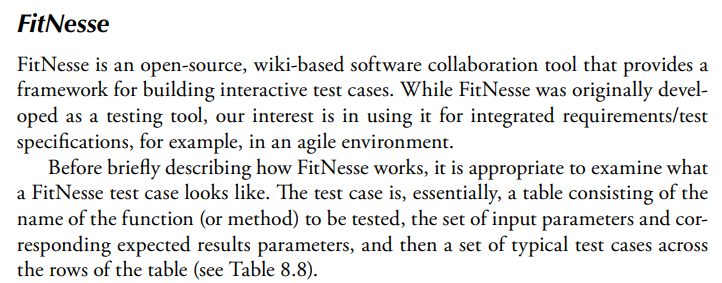 FitNesse
FitNesse is an open-source, wiki-based software collaboration tool that provides a
framework for building interactive test cases. While FitNesse was originally devel-
oped as a testing tool, our interest is in using it for integrated requirements/test
specifications, for example, in an agile environment.
Before briefly describing how FitNesse works, it is appropriate to examine what
a FitNesse test case looks like. The test case is, essentially, a table consisting of the
name of the function (or method) to be tested, the set of input parameters and cor-
responding expected results parameters, and then a set of typical test cases across
the rows of the table (see Table 8.8).